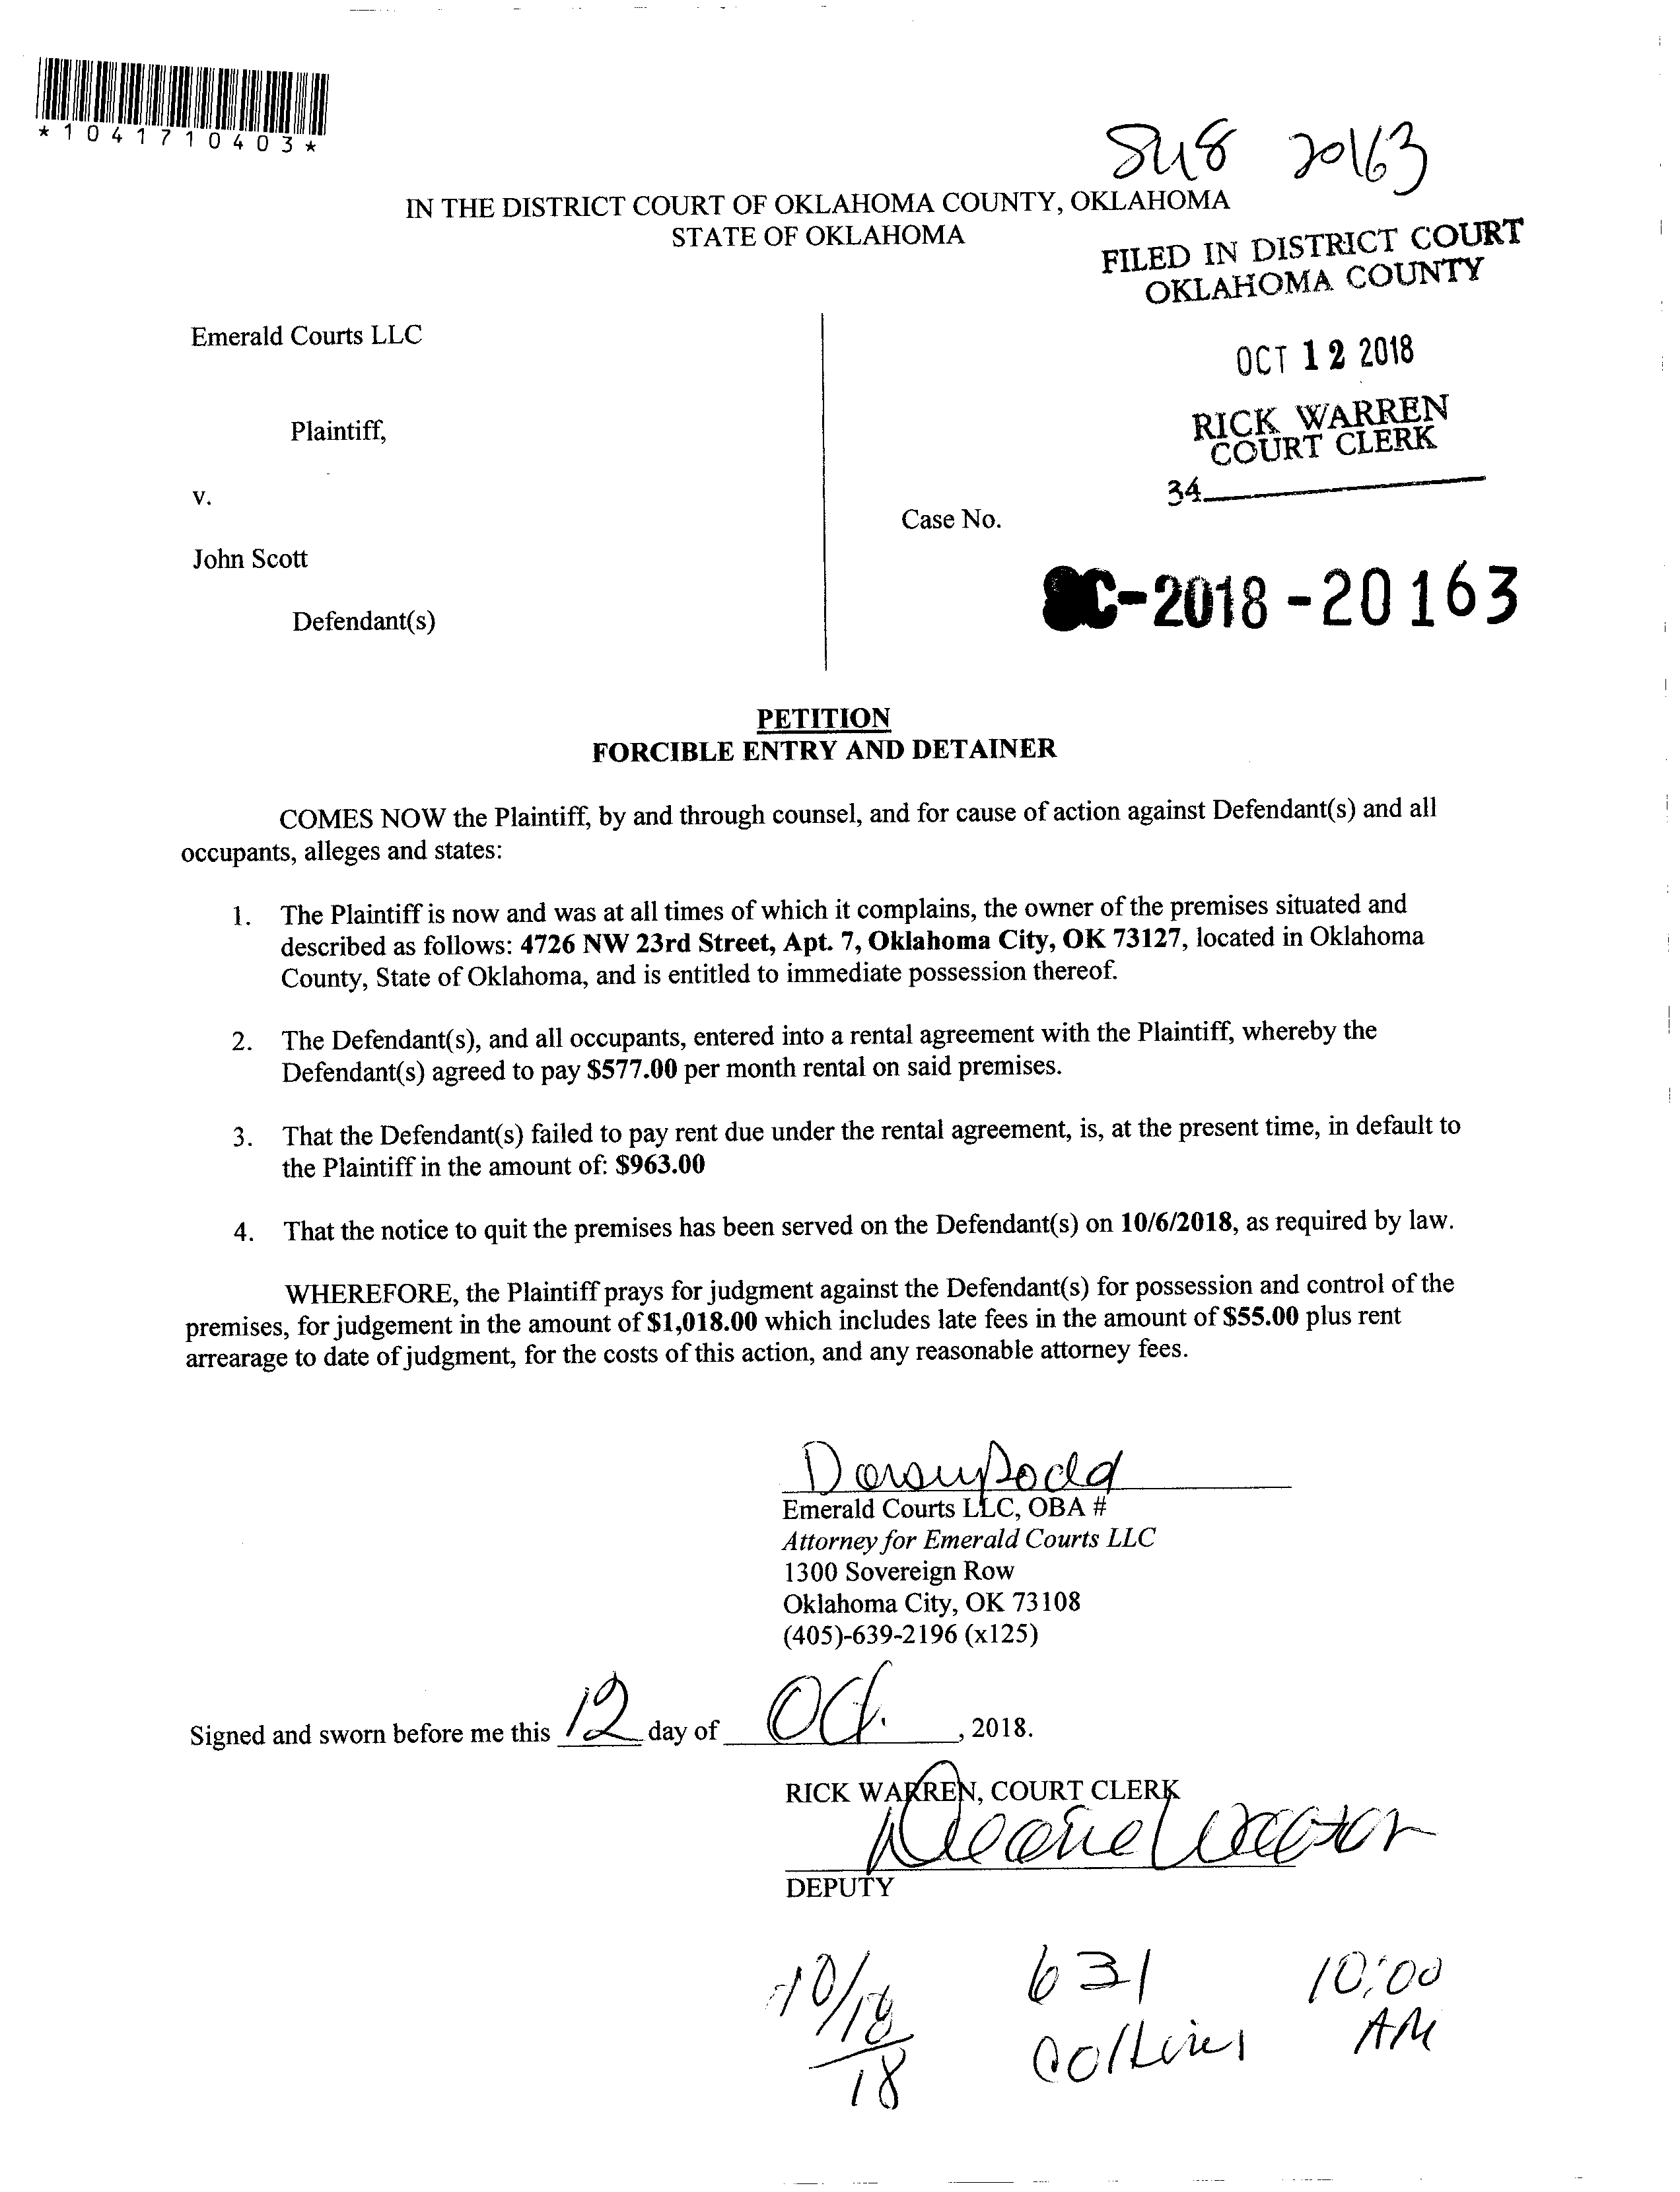 *1041710403*
20163
IN THE DISTRICT COURT OF OKLAHOMA COUNTY, OKLAHOMA
STATE OF OKLAHOMA
FILED IN DISTRICT COURT
OKLAHOMA COUNTY
Emerald Courts LLC
OCT 12 2018
Plaintiff,
RICK WARREN
COURT CLERK
34
v.
Case No.
John Scott
SC-2018-20163
Defendant(s)
PETITION
FORCIBLE ENTRY AND DETAINER
COMES NOW the Plaintiff, by and through counsel, and for cause of action against Defendant(s) and all
occupants, alleges and states:
1. The Plaintiff is now and was at all times of which it complains, the owner of the premises situated and
described as follows: 4726 NW 23rd Street, Apt. 7, Oklahoma City, OK 73127, located in Oklahoma
County, State of Oklahoma, and is entitled to immediate possession thereof.
2. The Defendant(s), and all occupants, entered into a rental agreement with the Plaintiff, whereby the
Defendant(s) agreed to pay $577.00 per month rental on said premises.
3. That the Defendant(s) failed to pay rent due under the rental agreement, is, at the present time, in default to
the Plaintiff in the amount of: $963.00
4. That the notice to quit the premises has been served on the Defendant(s) on 10/6/2018, as required by law.
WHEREFORE, the Plaintiff prays for judgment against the Defendant(s) for possession and control of the
premises, for judgement in the amount of $1,018.00 which includes late fees in the amount of $55.00 plus rent
arrearage to date of judgment, for the costs of this action, and any reasonable attorney fees.
Emerald Courts LLC, OBA #
Attorney for Emerald Courts LLC
1300 Sovereign Row
Oklahoma City, OK 73108
(405)-639-2196 (x125)
Signed and sworn before me this 12 day of Oct. , 2018.
RICK WARREN, COURT CLERK
DEPUTY
10/18 631 10:00
18 Collins AM